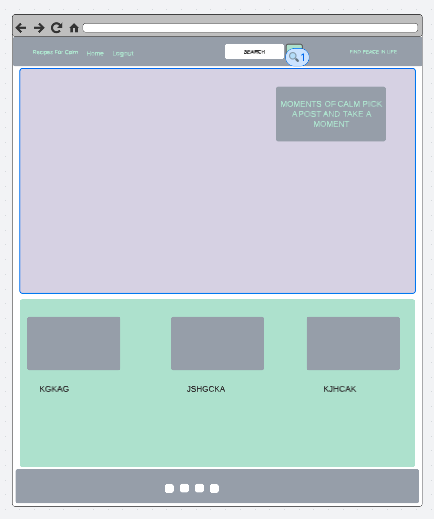 Recipes For Calm Home Logout SEARCH 1 FIND PEACE IN LIFE
MOMENTS OF CALM PICK
A POST AND TAKE A
MOMENT
KGKAG JSHGCKA KJHCAK